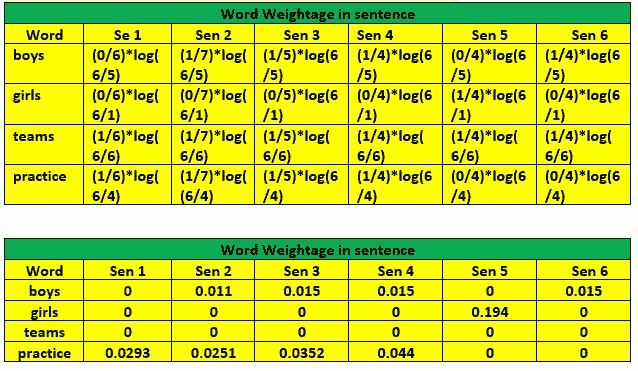 Word Weightage in sentence
Word Se 1 Sen 2 Sen 3 Sen 4 Sen 5 Sen 6
boys (0/6)*log( (1/7)*log( (1/5)*log(6 (1/4)*log(6 (0/4)*log(6 (1/4)*log(6
6/5) 6/5) /5) /5) /5) /5)
girls (0/6)*log( (0/7)*log( (0/5)*log(6 (0/4)*log(6 (1/4)*log(6 (0/4)*log(6
6/1) 6/1) /1) /1) /1) /1)
teams (1/6)*log( (1/7)*log( (1/5)*log( (1/4)*log( (1/4)*log( (1/4)*log(
6/6) 6/6) 6/6) 6/6) 6/6) 6/6)
practice (1/6)*log( (1/7)*log( (1/5)*log(6 (1/4)*log(6 (0/4)*log(6 (0/4)*log(6
6/4) (6/4) /4) /4) /4) /4)
Word Weightage in sentence
Word Sen 1 Sen 2 Sen 3 Sen 4 Sen 5 Sen 6
boys 0 0.011 0.015 0.015 0 0.015
girls 0 0 0 0 0.194 0
teams 0 0 0 0 0 0
practice 0.0293 0.0251 0.0352 0.044 0 0